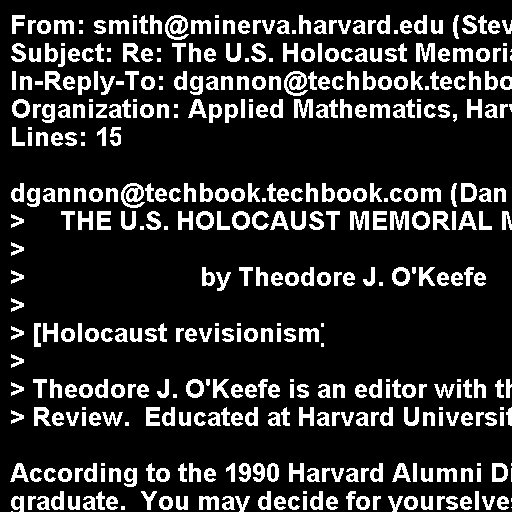 From: smith@minerva.harvard.edu (Stev
Subject: Re: The U.S. Holocaust Memoria
In-Reply-To: dgannon@techbook.techbo
Organization: Applied Mathematics, Harv
Lines: 15
dgannon@techbook.techbook.com (Dan
> THE U.S. HOLOCAUST MEMORIAL M
>
> by Theodore J. O'Keefe
>
> [Holocaust revisionism]
>
> Theodore J. O'Keefe is an editor with th
> Review. Educated at Harvard Universit
According to the 1990 Harvard Alumni Di
graduate. You may decide for yourselves